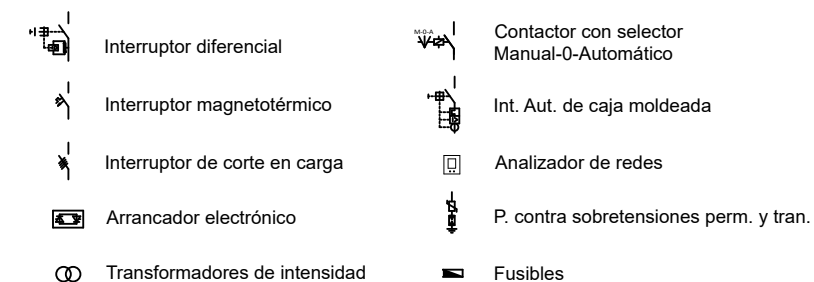 Interruptor diferencial
Interruptor magnetotérmico
Interruptor de corte en carga
Arrancador electrónico
Transformadores de intensidad
M-0-A
Contactor con selector
Manual-0-Automático
Int. Aut. de caja moldeada
Analizador de redes
P. contra sobretensiones perm. y tran.
Fusibles